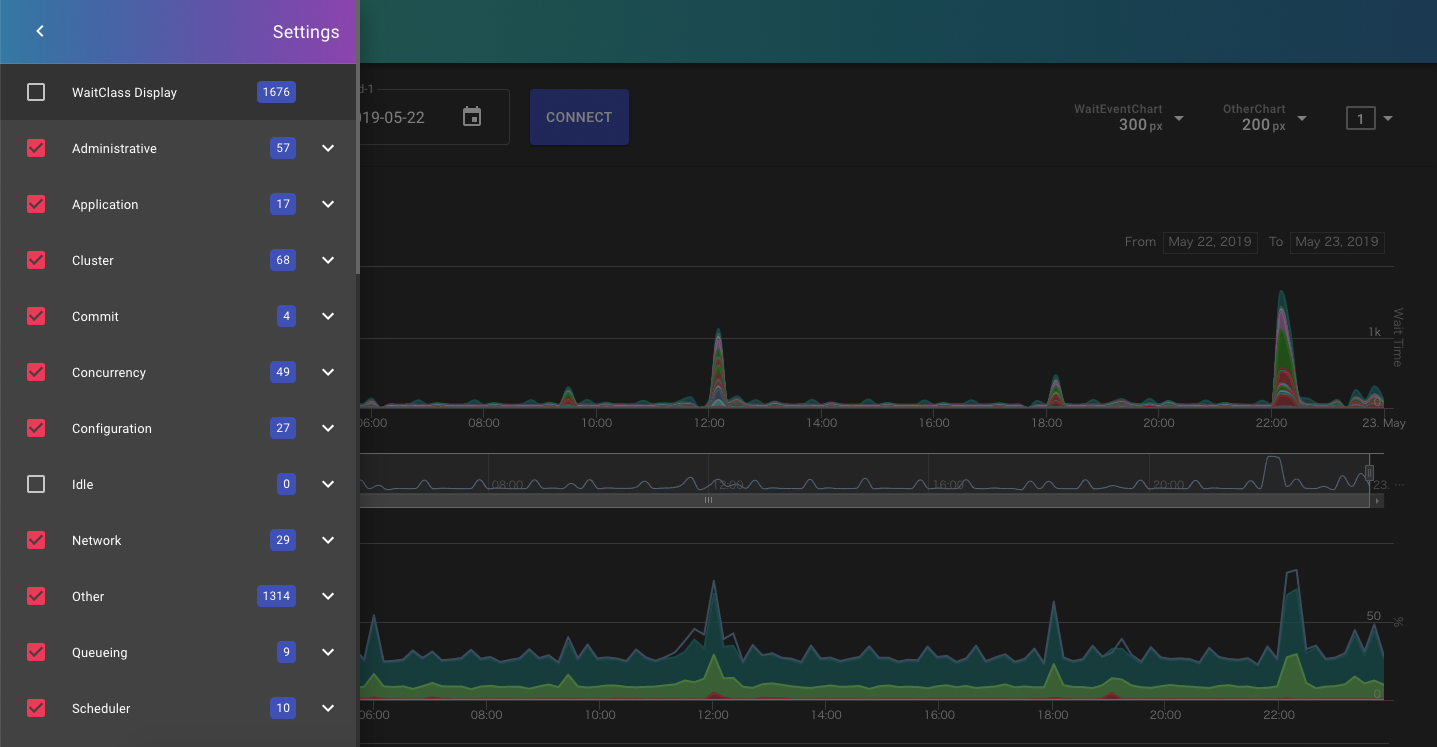 Settings
WaitClass Display 1676
Administrative 57
Application 17
Cluster 68
Commit 4
Concurrency 49
Configuration 27
Idle 0
Network 29
Other 1314
Queueing 9
Scheduler 10
d-1
19-05-22
CONNECT
WaitEventChart
300 px
OtherChart
200 px
1
From May 22, 2019 To May 23, 2019
1k
0
Wait Time
06:00 08:00 10:00 12:00 14:00 16:00 18:00 20:00 22:00 23. May
08:00 12:00 16:00 20:00 23. …
50
0
%
06:00 08:00 10:00 12:00 14:00 16:00 18:00 20:00 22:00